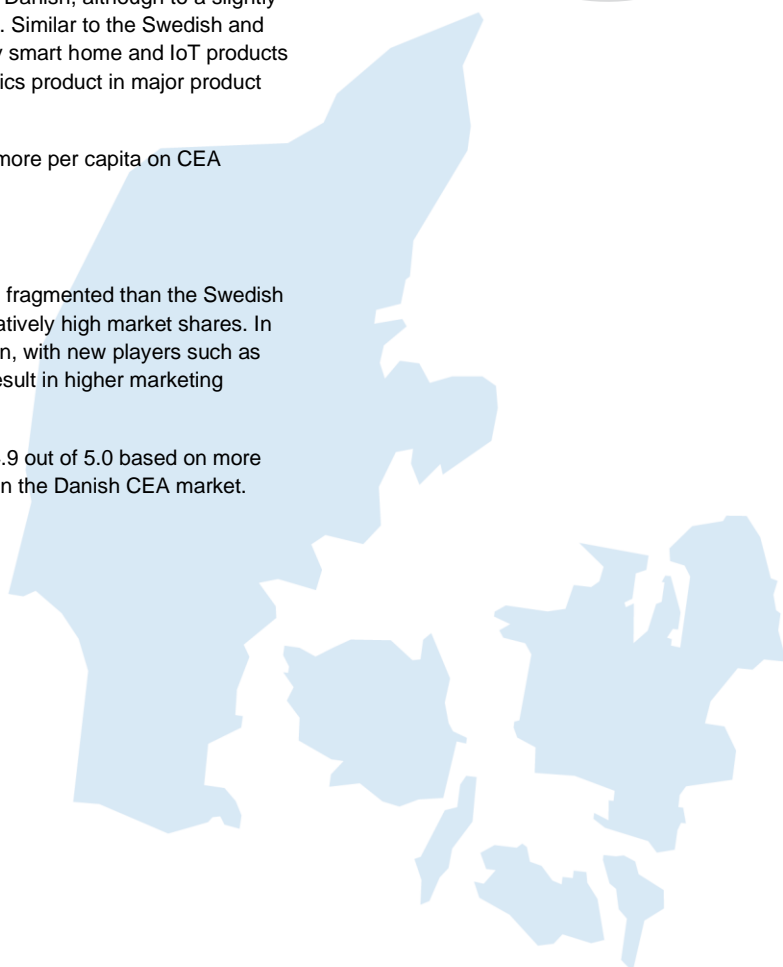 Danish, although to a slightly
. Similar to the Swedish and
smart home and IoT products
ics product in major product
more per capita on CEA
fragmented than the Swedish
atively high market shares. In
n, with new players such as
esult in higher marketing
.9 out of 5.0 based on more
n the Danish CEA market.